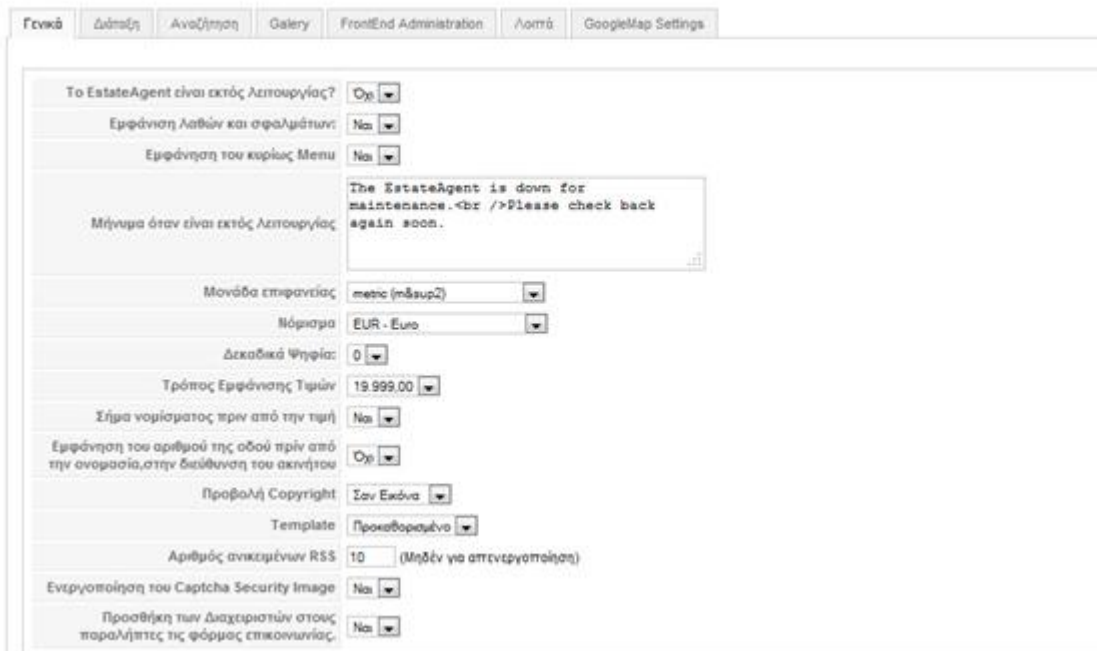 Γενικά Διάταξη Αναζήτηση Galery FrontEnd Administration Λοιπά GoogleMap Settings
Το EstateAgent είναι εκτός Λειτουργίας? Όχι
Εμφάνιση Λαθών και σφαλμάτων: Ναι
Εμφάνηση του κυρίως Menu Ναι
Μήνυμα όταν είναι εκτός Λειτουργίας
The EstateAgent is down for
maintenance.<br />Please check back
again soon.
Μονάδα επιφανείας metric (m&sup2)
Νόμισμα EUR - Euro
Δεκαδικά Ψηφία: 0
Τρόπος Εμφάνισης Τιμών 19.999,00
Σήμα νομίσματος πριν από την τιμή Ναι
Εμφάνηση του αριθμού της οδού πρίν από
την ονομασία,στην διεύθυνση του ακινήτου Όχι
Προβολή Copyright Σαν Εικόνα
Template Προκαθορισμένο
Αριθμός ανικειμένων RSS 10 (Μηδέν για απενεργοποίηση)
Ενεργοποίηση του Captcha Security Image Ναι
Προσθήκη των Διαχειριστών στους
παραλήπτες τις φόρμας επικοινωνίας. Ναι